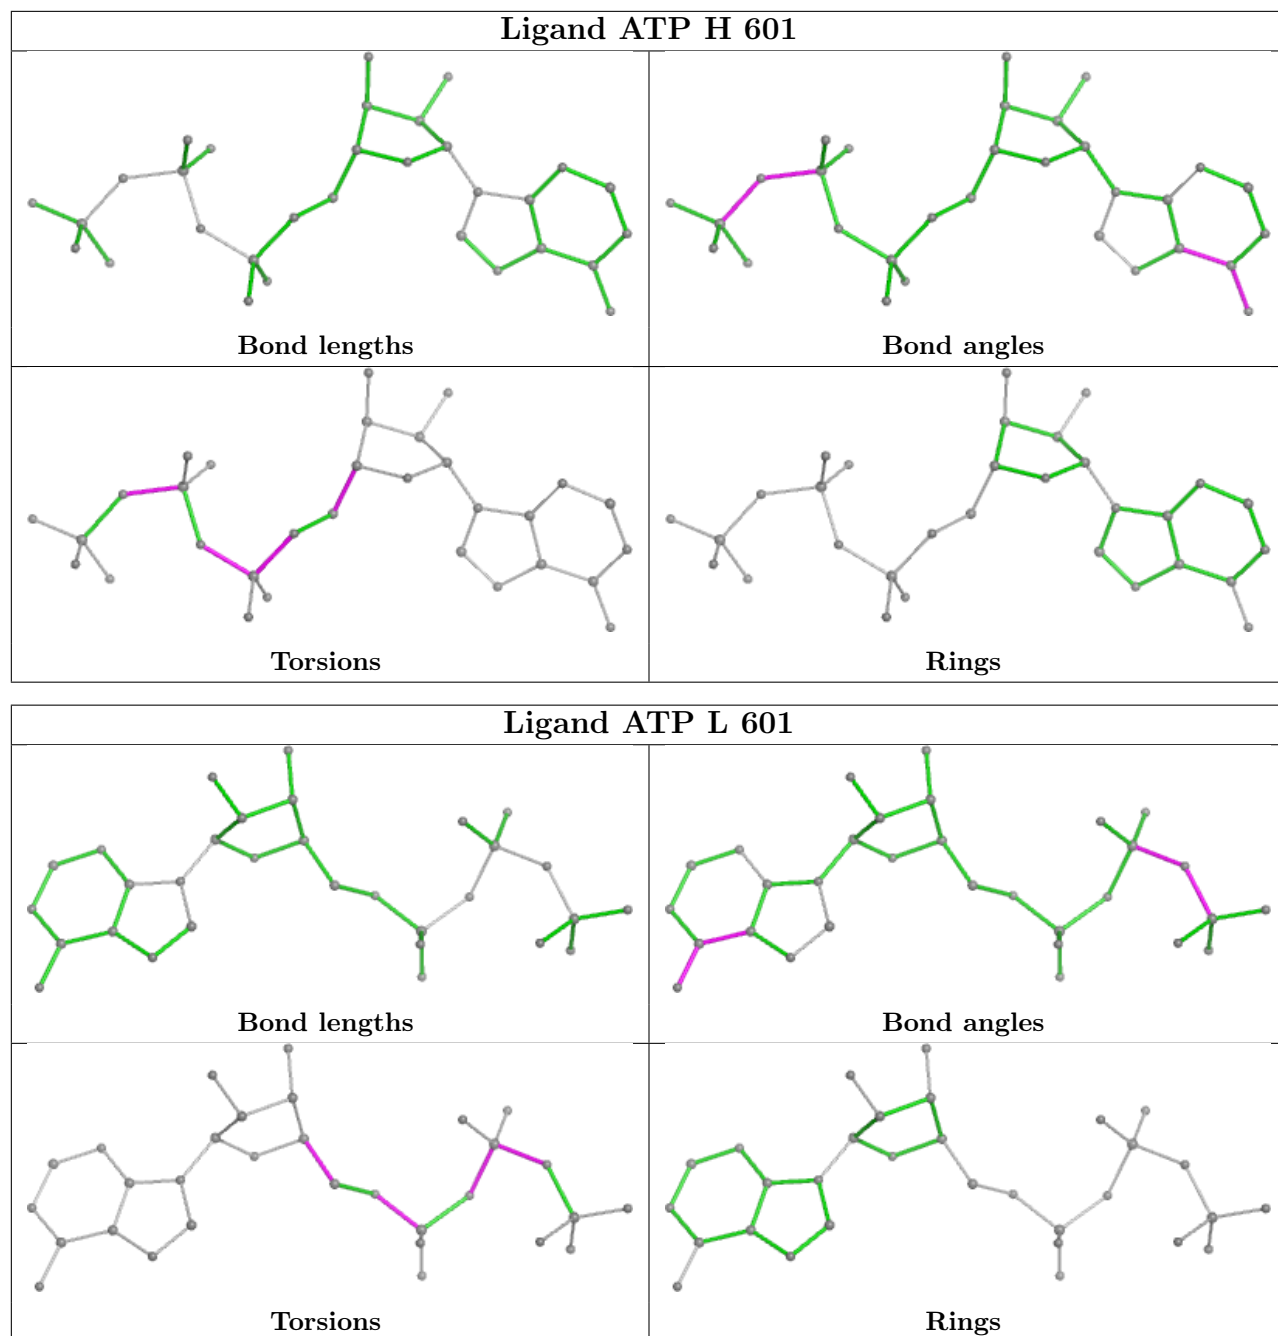 Ligand ATP H 601
Bond lengths
Bond angles
Torsions
Rings
Ligand ATP L 601
Bond lengths
Bond angles
Torsions
Rings